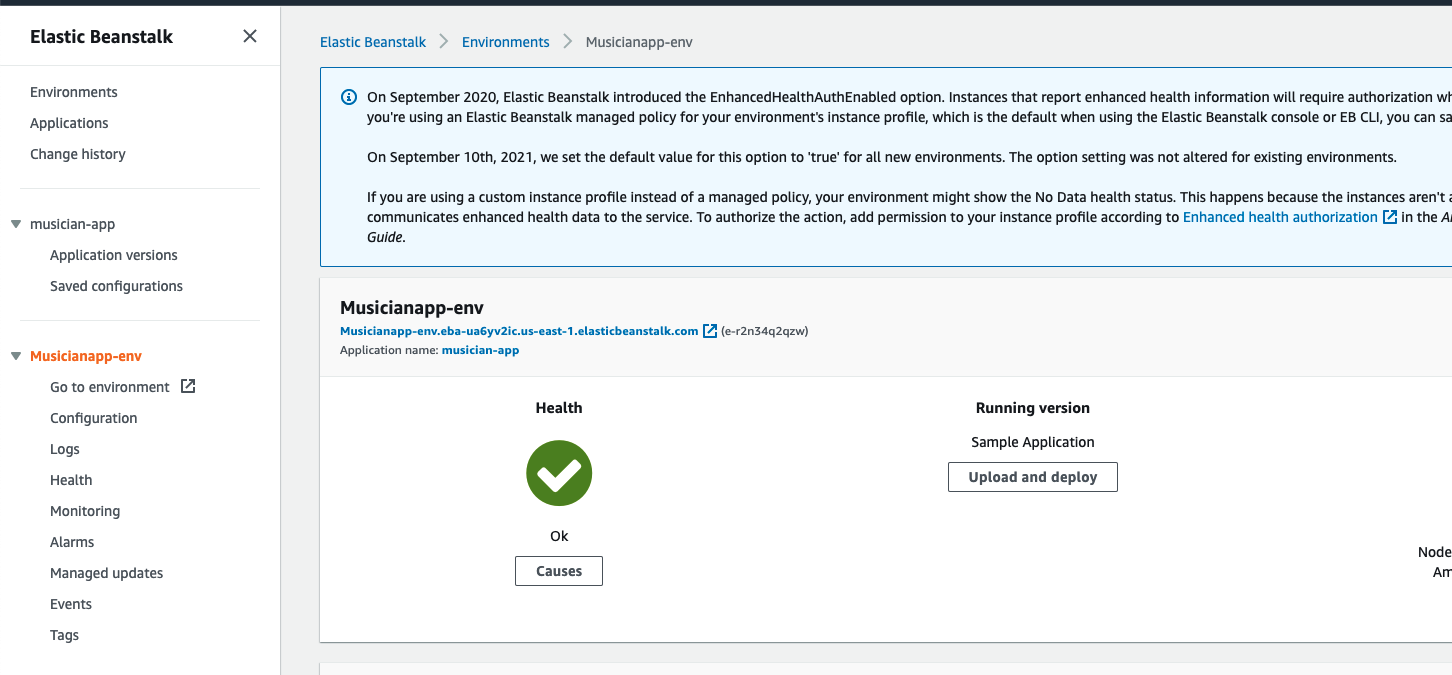 Elastic Beanstalk
Environments
Applications
Change history
musician-app
Application versions
Saved configurations
Musicianapp-env
Go to environment
Configuration
Logs
Health
Monitoring
Alarms
Managed updates
Events
Tags
Elastic Beanstalk Environments Musicianapp-env
On September 2020, Elastic Beanstalk introduced the EnhancedHealthAuthEnabled option. Instances that report enhanced health information will require authorization
you're using an Elastic Beanstalk managed policy for your environment's instance profile, which is the default when using the Elastic Beanstalk console or EB CLI, you can
On September 10th, 2021, we set the default value for this option to 'true' for all new environments. The option setting was not altered for existing environments.
If you are using a custom instance profile instead of a managed policy, your environment might show the No Data health status. This happens because the instances aren't
communicates enhanced health data to the service. To authorize the action, add permission to your instance profile according to Enhanced health authorization in the
Guide.
Musicianapp-env
Musicianapp-env.eba-ua6yv2ic.us-east-1.elasticbeanstalk.com (e-r2n34q2qzw)
Application name: musician-app
Health
Ok
Causes
Running version
Sample Application
Upload and deploy
Node